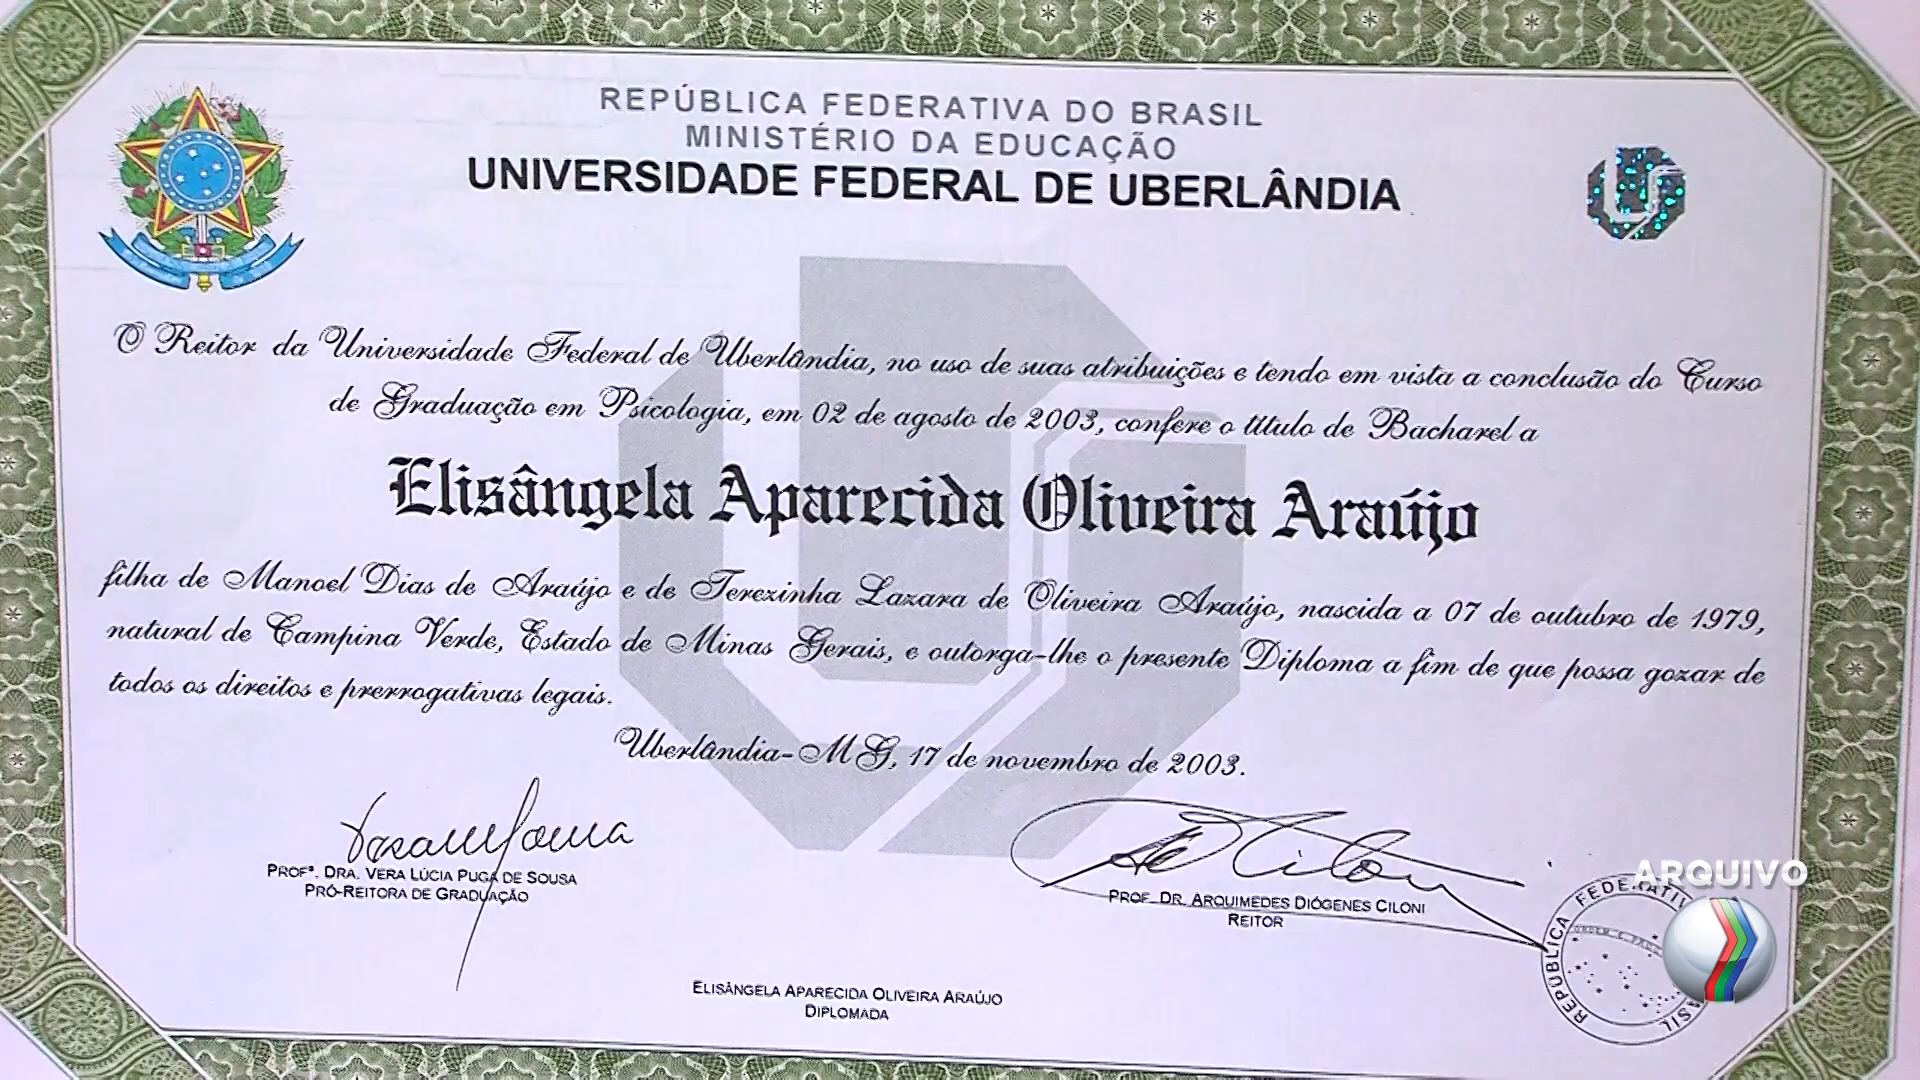 REPÚBLICA FEDERATIVA DO BRASIL
MINISTÉRIO DA EDUCAÇÃO
UNIVERSIDADE FEDERAL DE UBERLÂNDIA
O Reitor da Universidade Federal de Uberlândia, no uso de suas atribuições e tendo em vista a conclusão do Curso
de Graduação em Psicologia, em 02 de agosto de 2003, confere o título de Bacharel a
Elisângela Aparecida Oliveira Araújo
filha de Manoel Dias de Araújo e de Terezinha Lazara de Oliveira Araújo, nascida a 07 de outubro de 1979,
natural de Campina Verde, Estado de Minas Gerais, e outorga-lhe o presente Diploma a fim de que possa gozar de
todos os direitos e prerrogativas legais.
Uberlândia-MG, 17 de novembro de 2003.
PROFª. DRA. VERA LÚCIA PUGA DE SOUSA
PRÓ-REITORA DE GRADUAÇÃO
PROF. DR. ARQUIMEDES DIÓGENES CILONI
REITOR
ELISÂNGELA APARECIDA OLIVEIRA ARAÚJO
DIPLOMADA
ARQUIVO
REPÚBLICA FEDERATIV